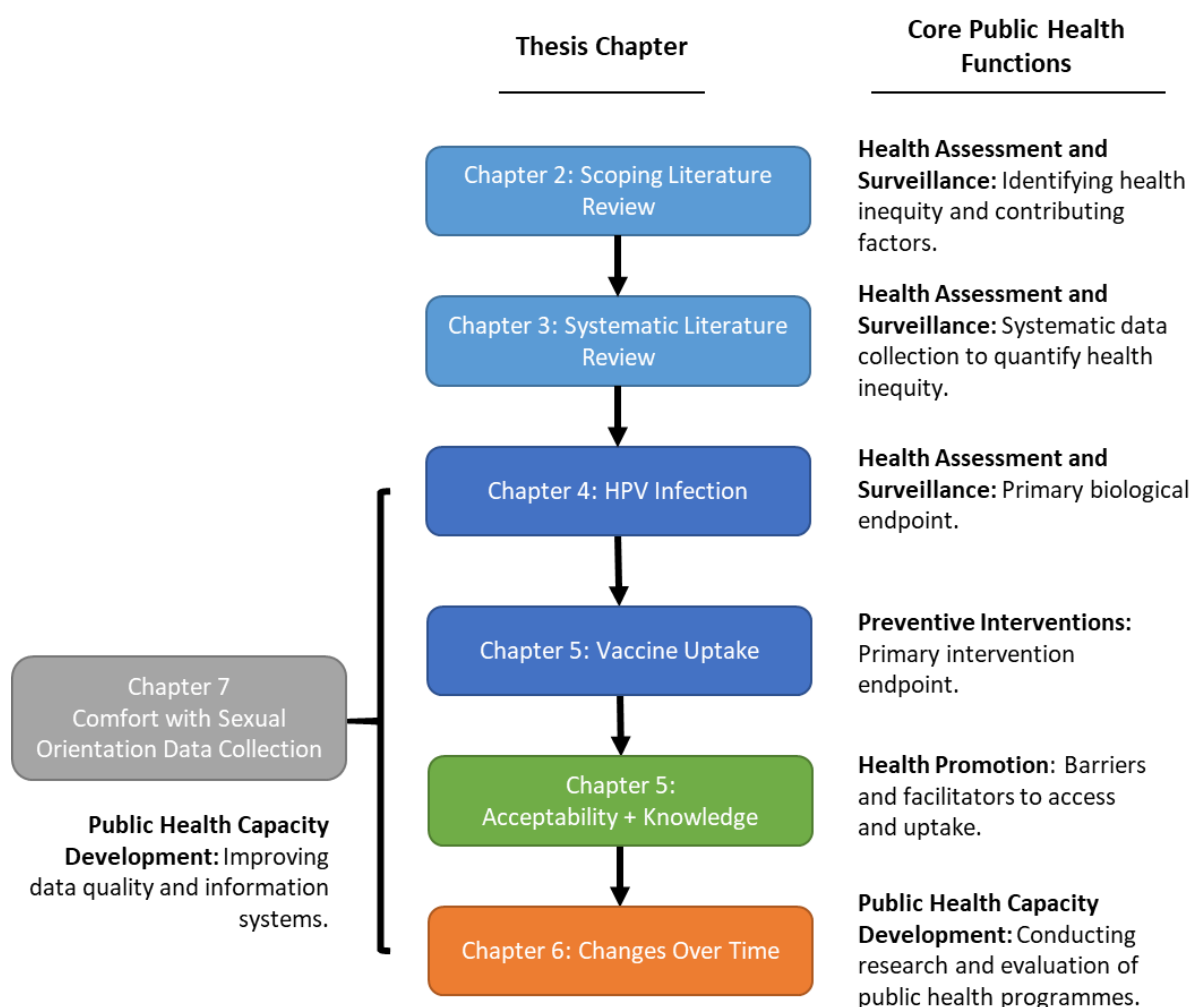 Thesis Chapter
Core Public Health
Functions
Chapter 2: Scoping Literature
Review
Health Assessment and
Surveillance: Identifying health
inequity and contributing
factors.
Chapter 3: Systematic Literature
Review
Health Assessment and
Surveillance: Systematic data
collection to quantify health
inequity.
Chapter 4: HPV Infection
Health Assessment and
Surveillance: Primary biological
endpoint.
Chapter 5: Vaccine Uptake
Preventive Interventions:
Primary intervention
endpoint.
Chapter 7
Comfort with Sexual
Orientation Data Collection
Public Health Capacity
Development: Improving
data quality and information
systems.
Chapter 5:
Acceptability + Knowledge
Health Promotion: Barriers
and facilitators to access
and uptake.
Chapter 6: Changes Over Time
Public Health Capacity
Development: Conducting
research and evaluation of
public health programmes.